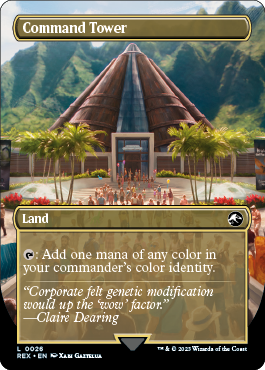 Command Tower
Land
: Add one mana of any color in
your commander's color identity.
“Corporate felt genetic modification
would up the ‘wow’ factor.”
—Claire Dearing
L 0026
REX • EN XABI GAZTELUA
™ & © 2023 Wizards of the Coast